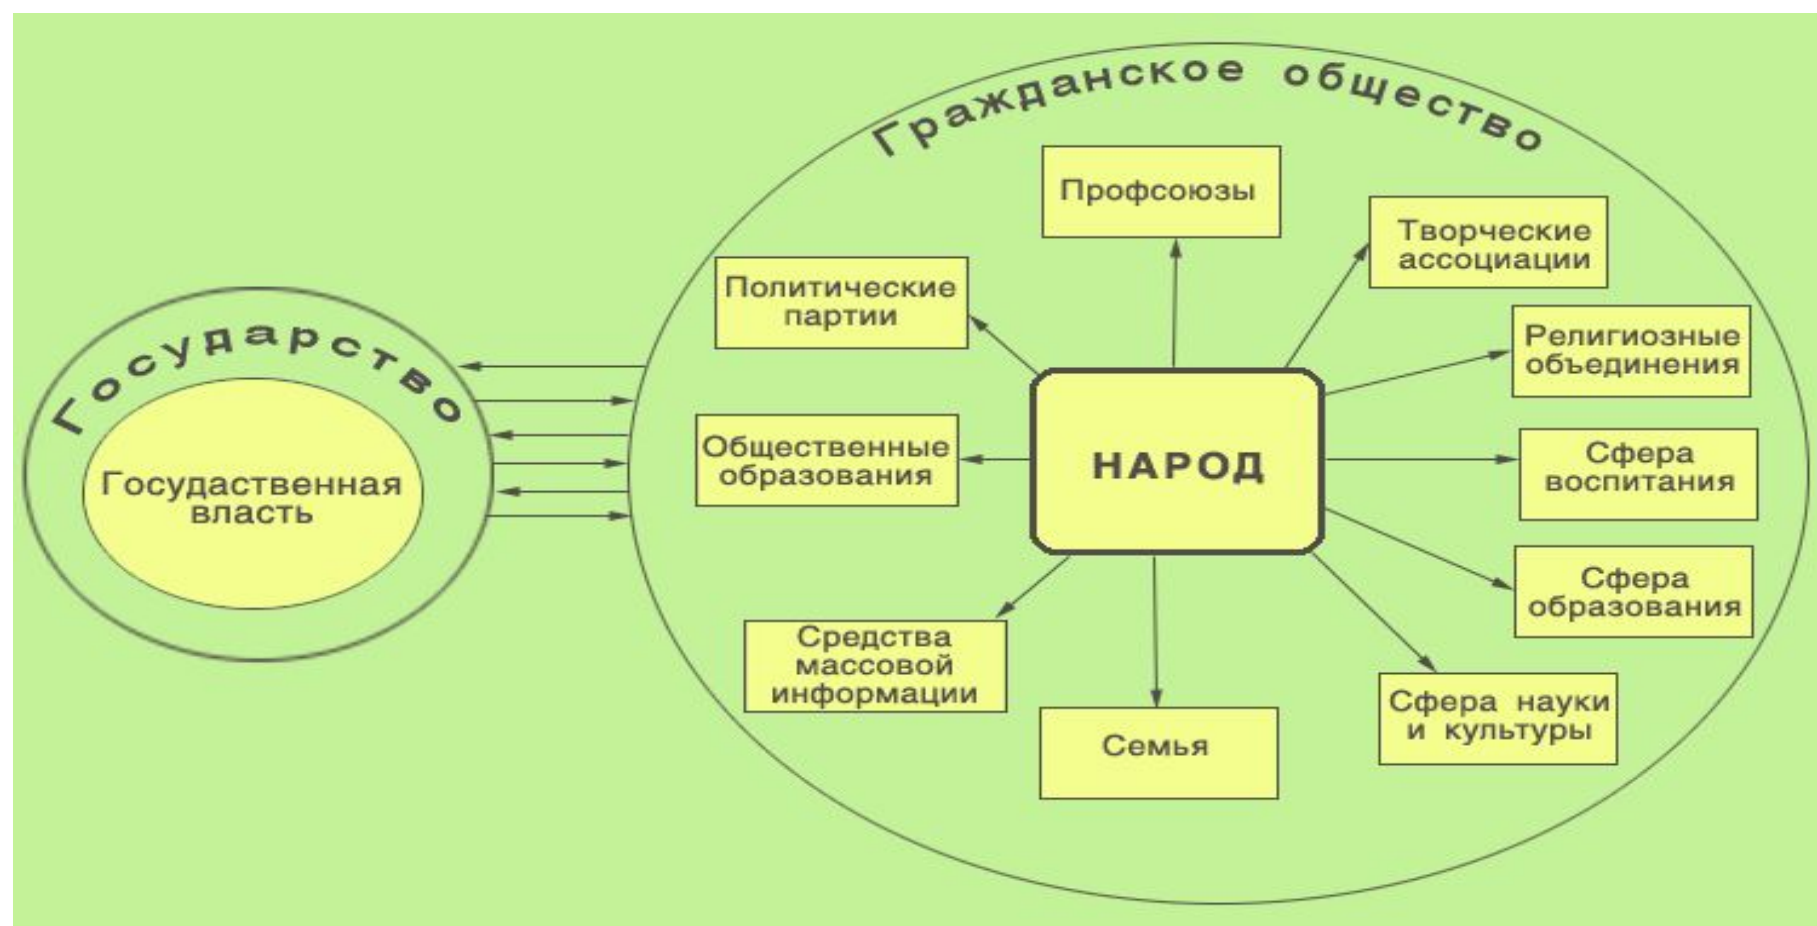 Гражданское общество
Профсоюзы
Творческие
ассоциации
Политические
партии
Религиозные
объединения
Государство
Государственная
власть
Общественные
образования
НАРОД
Сфера
воспитания
Сфера
образования
Средства
массовой
информации
Семья
Сфера науки
и культуры